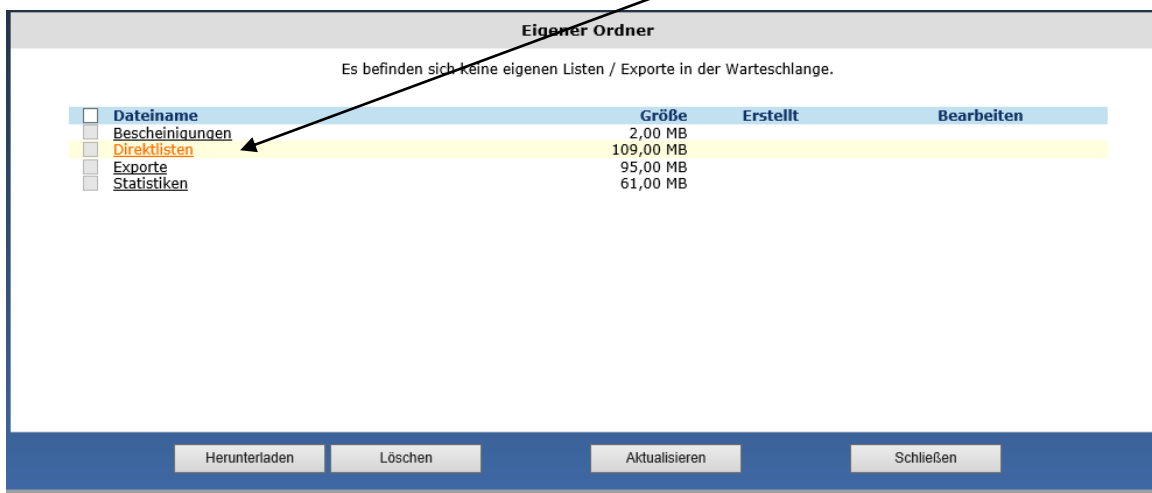 Eigener Ordner
Es befinden sich keine eigenen Listen / Exporte in der Warteschlange.
Dateiname Größe Erstellt Bearbeiten
Bescheinigungen 2,00 MB
Direktlisten 109,00 MB
Exporte 95,00 MB
Statistiken 61,00 MB
Herunterladen Löschen Aktualisieren Schließen